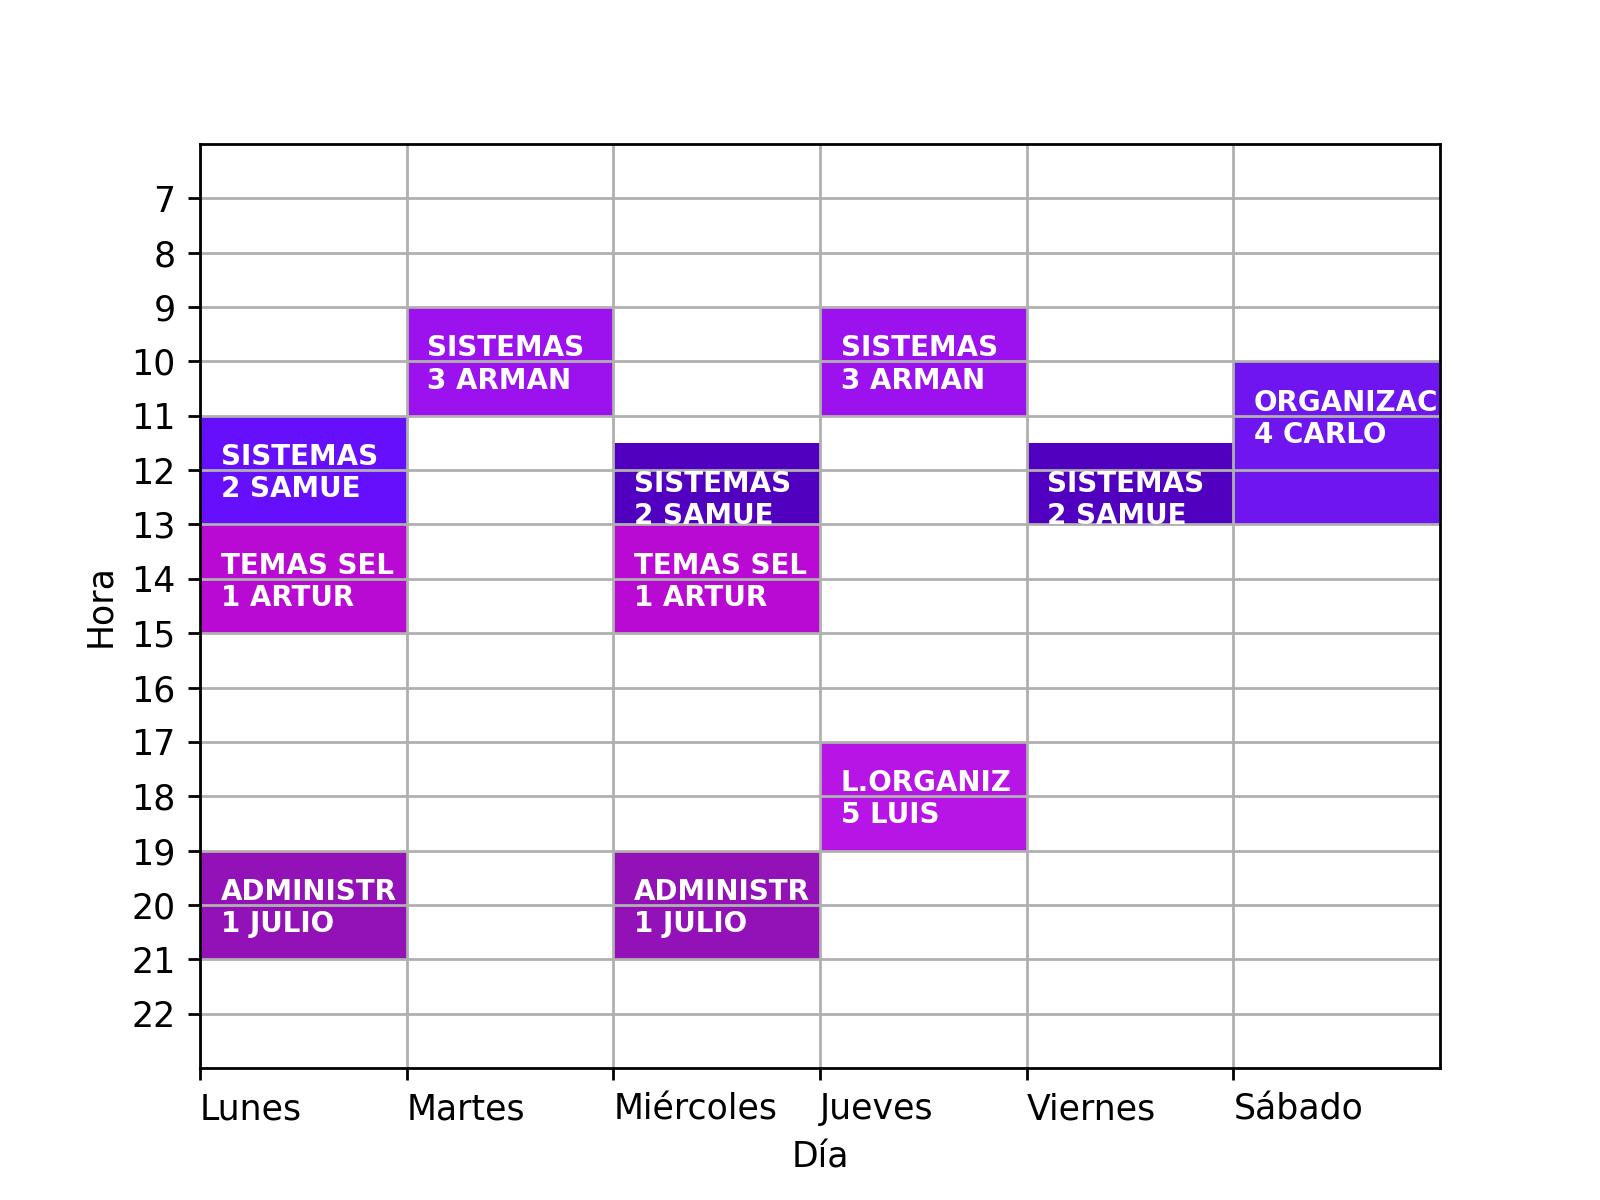 7
8
9
SISTEMAS
3 ARMAN
SISTEMAS
3 ARMAN
10
ORGANIZAC
4 CARLO
11
SISTEMAS
2 SAMUE
12
SISTEMAS
2 SAMUE
SISTEMAS
2 SAMUE
13
TEMAS SEL
1 ARTUR
TEMAS SEL
1 ARTUR
14
15
16
17
L.ORGANIZ
5 LUIS
18
19
ADMINISTR
1 JULIO
ADMINISTR
1 JULIO
20
21
22
Hora
Lunes Martes Miércoles Jueves Viernes Sábado
Día